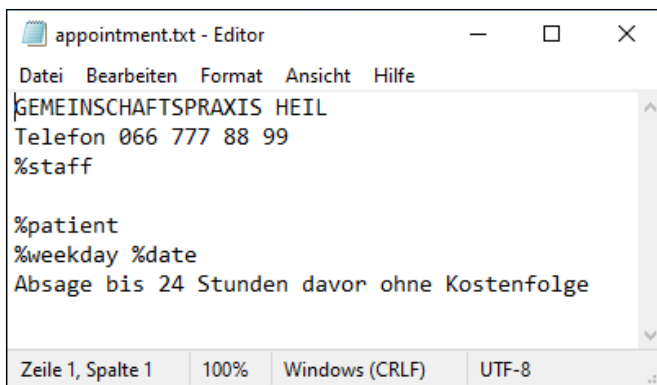 appointment.txt - Editor
Datei Bearbeiten Format Ansicht Hilfe
GEMEINSCHAFTSPRAXIS HEIL
Telefon 066 777 88 99
%staff

%patient
%weekday %date
Absage bis 24 Stunden davor ohne Kostenfolge
Zeile 1, Spalte 1 100% Windows (CRLF) UTF-8